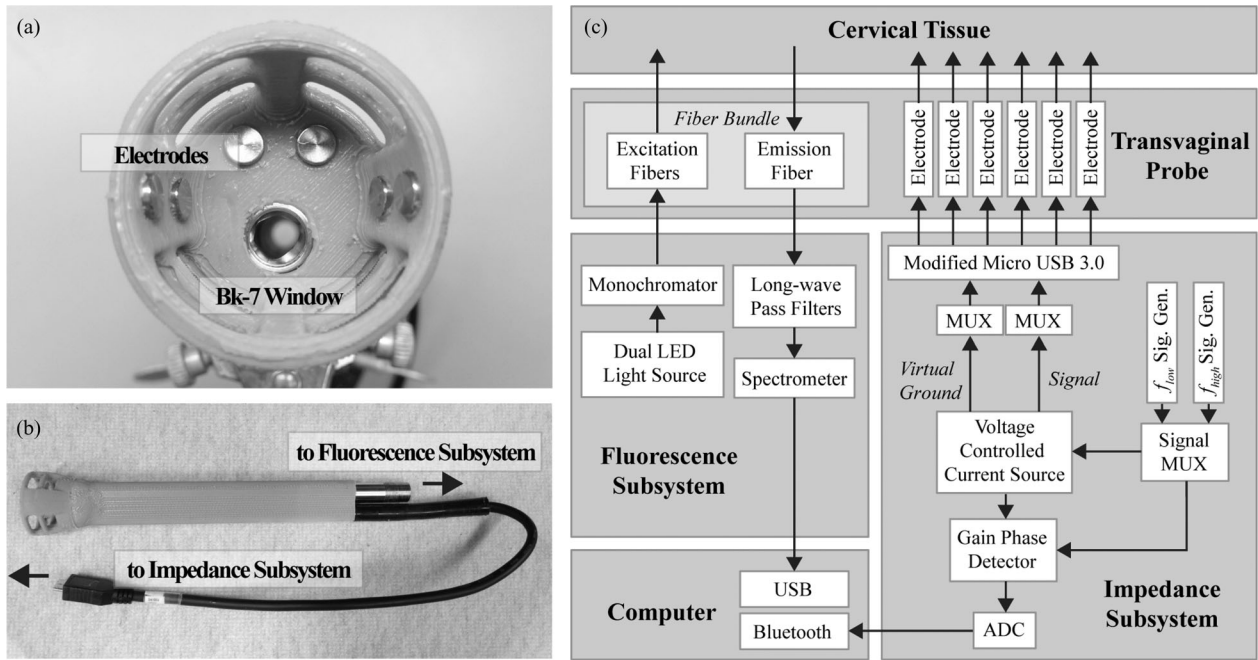 (a)
Electrodes
Bk-7 Window
(b)
to Fluorescence Subsystem
to Impedance Subsystem
(c)
Cervical Tissue
Fiber Bundle
Excitation
Fibers
Emission
Fiber
Electrode
Electrode
Electrode
Electrode
Electrode
Electrode
Transvaginal
Probe
Monochromator
Dual LED
Light Source
Long-wave
Pass Filters
Spectrometer
Fluorescence
Subsystem
Modified Micro USB 3.0
MUX
MUX
Virtual
Ground
Signal
f low Sig. Gen.
f high Sig. Gen.
Voltage
Controlled
Current Source
Signal
MUX
Gain Phase
Detector
ADC
Impedance
Subsystem
Computer
USB
Bluetooth